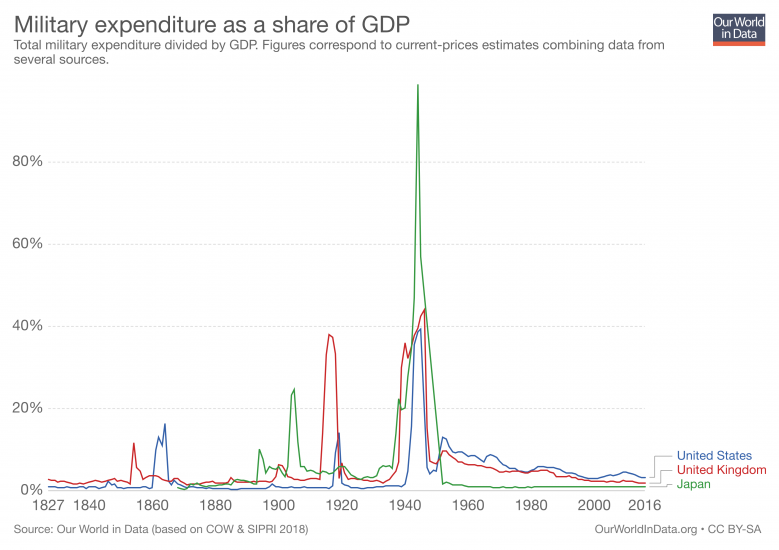 Military expenditure as a share of GDP
Our World
in Data
Total military expenditure divided by GDP. Figures correspond to current-prices estimates combining data from
several sources.
80%
60%
40%
20%
0%
United States
United Kingdom
Japan
1827 1840 1860 1880 1900 1920 1940 1960 1980 2000 2016
Source: Our World in Data (based on COW & SIPRI 2018)
OurWorldInData.org • CC BY-SA